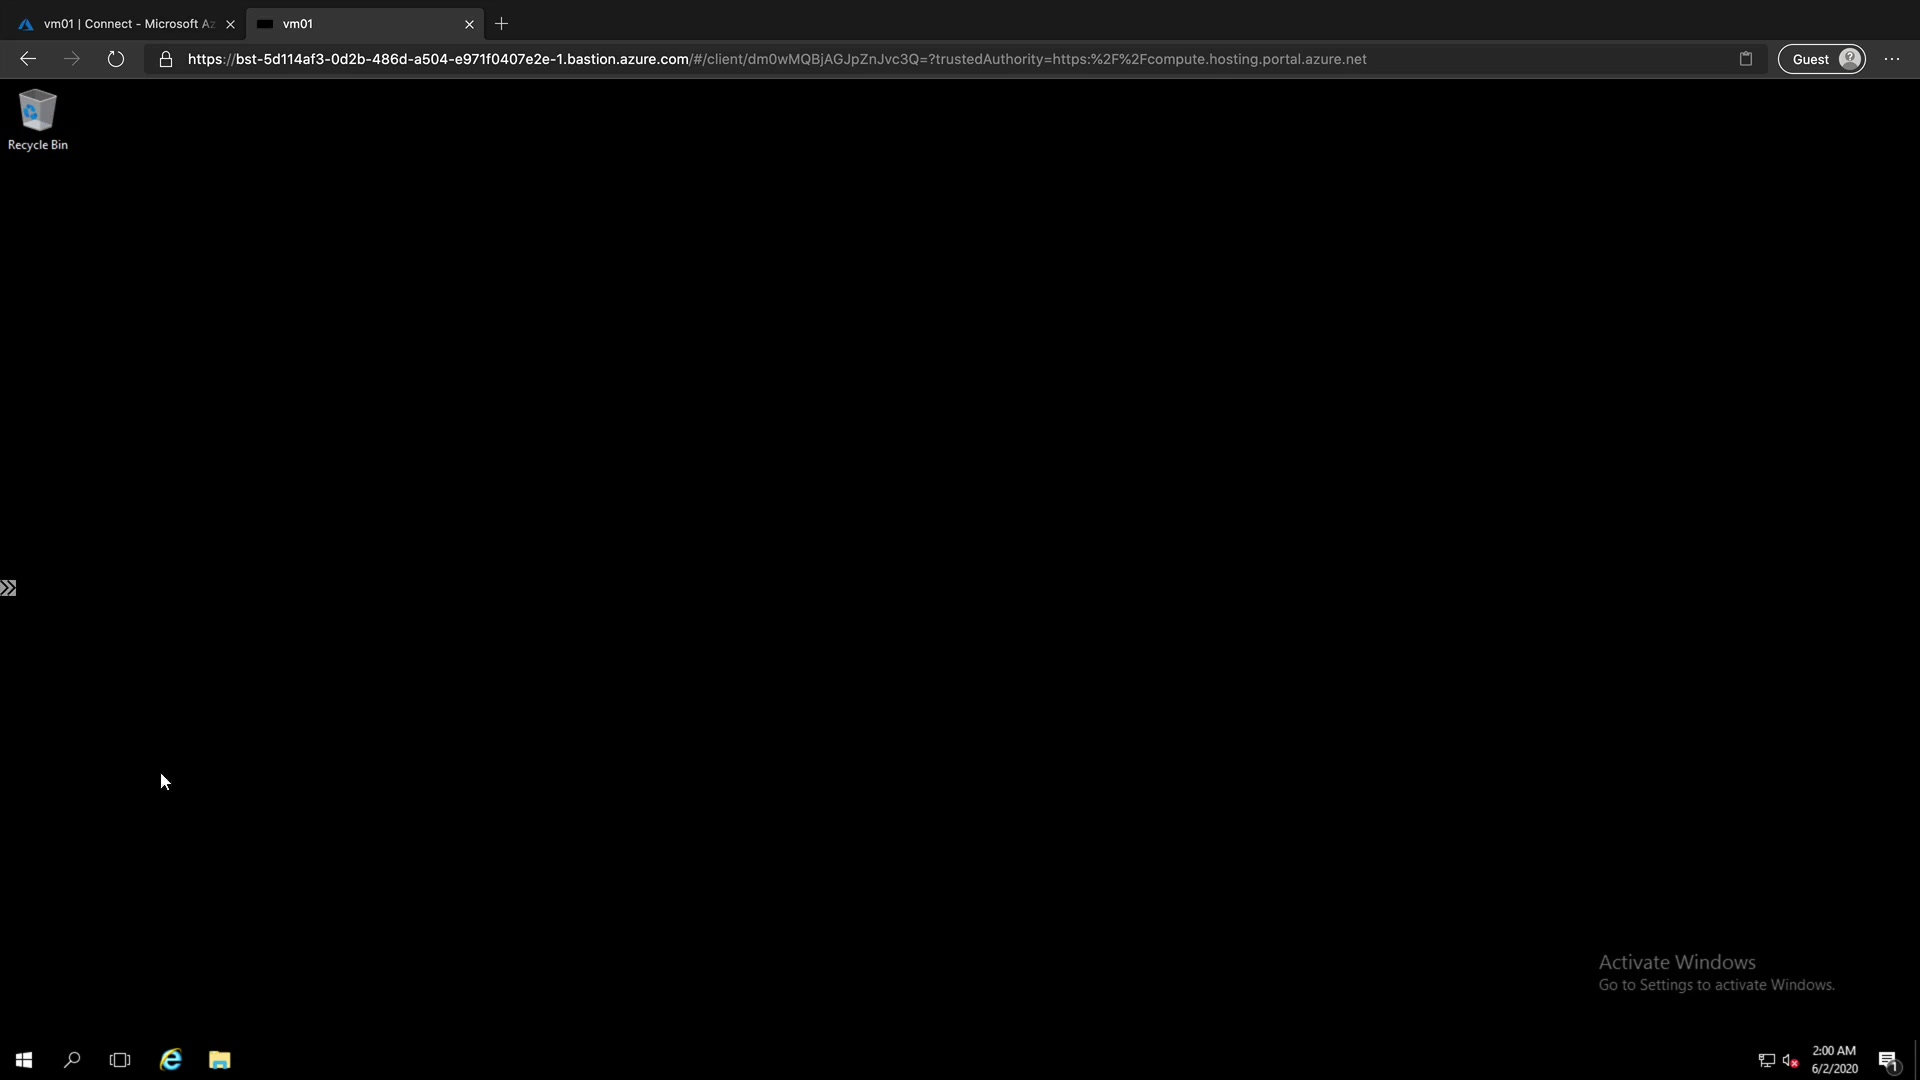 vm01 | Connect - Microsoft Az
vm01
https://bst-5d114af3-0d2b-486d-a504-e971f0407e2e-1.bastion.azure.com/#/client/dm0wMQBjAGJpZnJvc3Q=?trustedAuthority=https:%2F%2Fcompute.hosting.portal.azure.net
Guest
Recycle Bin
Activate Windows
Go to Settings to activate Windows.
2:00 AM
6/2/2020
1